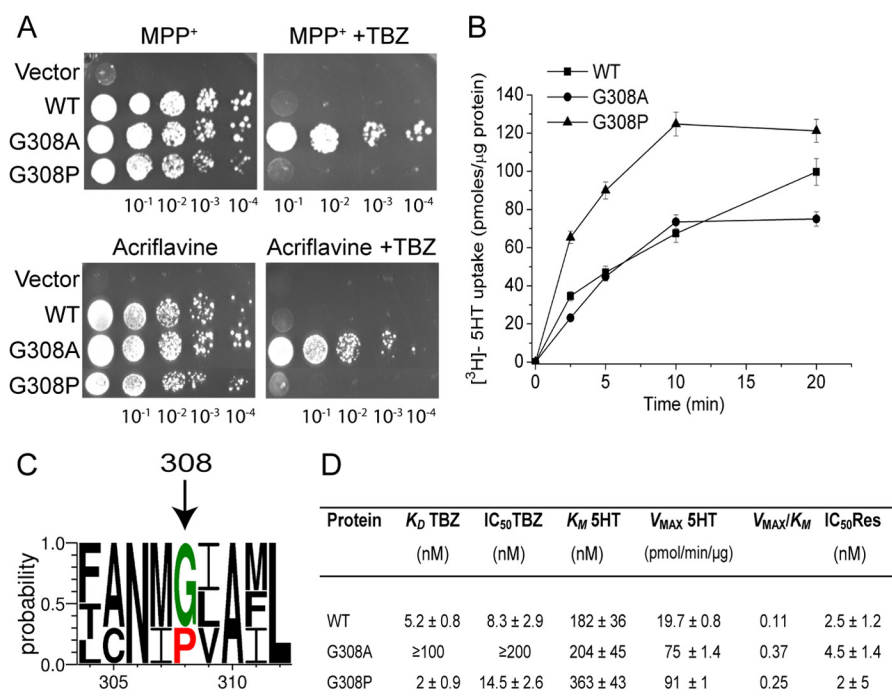 A
MPP⁺
MPP⁺ +TBZ
Vector
WT
G308A
G308P
10⁻¹ 10⁻² 10⁻³ 10⁻⁴
10⁻¹ 10⁻² 10⁻³ 10⁻⁴
Acriflavine
Acriflavine +TBZ
Vector
WT
G308A
G308P
10⁻¹ 10⁻² 10⁻³ 10⁻⁴
10⁻¹ 10⁻² 10⁻³ 10⁻⁴
B
WT
G308A
G308P
[³H]- 5HT uptake (pmoles/µg protein)
140
120
100
80
60
40
20
0
0 5 10 15 20
Time (min)
C
308
probability
1.0
0.5
0.0
F A N M G I A M L
T C I P L F
L V I
305 310
D
Protein K_D TBZ IC₅₀TBZ K_M 5HT V_MAX 5HT V_MAX/K_M IC₅₀Res
(nM) (nM) (nM) (pmol/min/µg) (nM)
WT 5.2 ± 0.8 8.3 ± 2.9 182 ± 36 19.7 ± 0.8 0.11 2.5 ± 1.2
G308A ≥100 ≥200 204 ± 45 75 ± 1.4 0.37 4.5 ± 1.4
G308P 2 ± 0.9 14.5 ± 2.6 363 ± 43 91 ± 1 0.25 2 ± 5